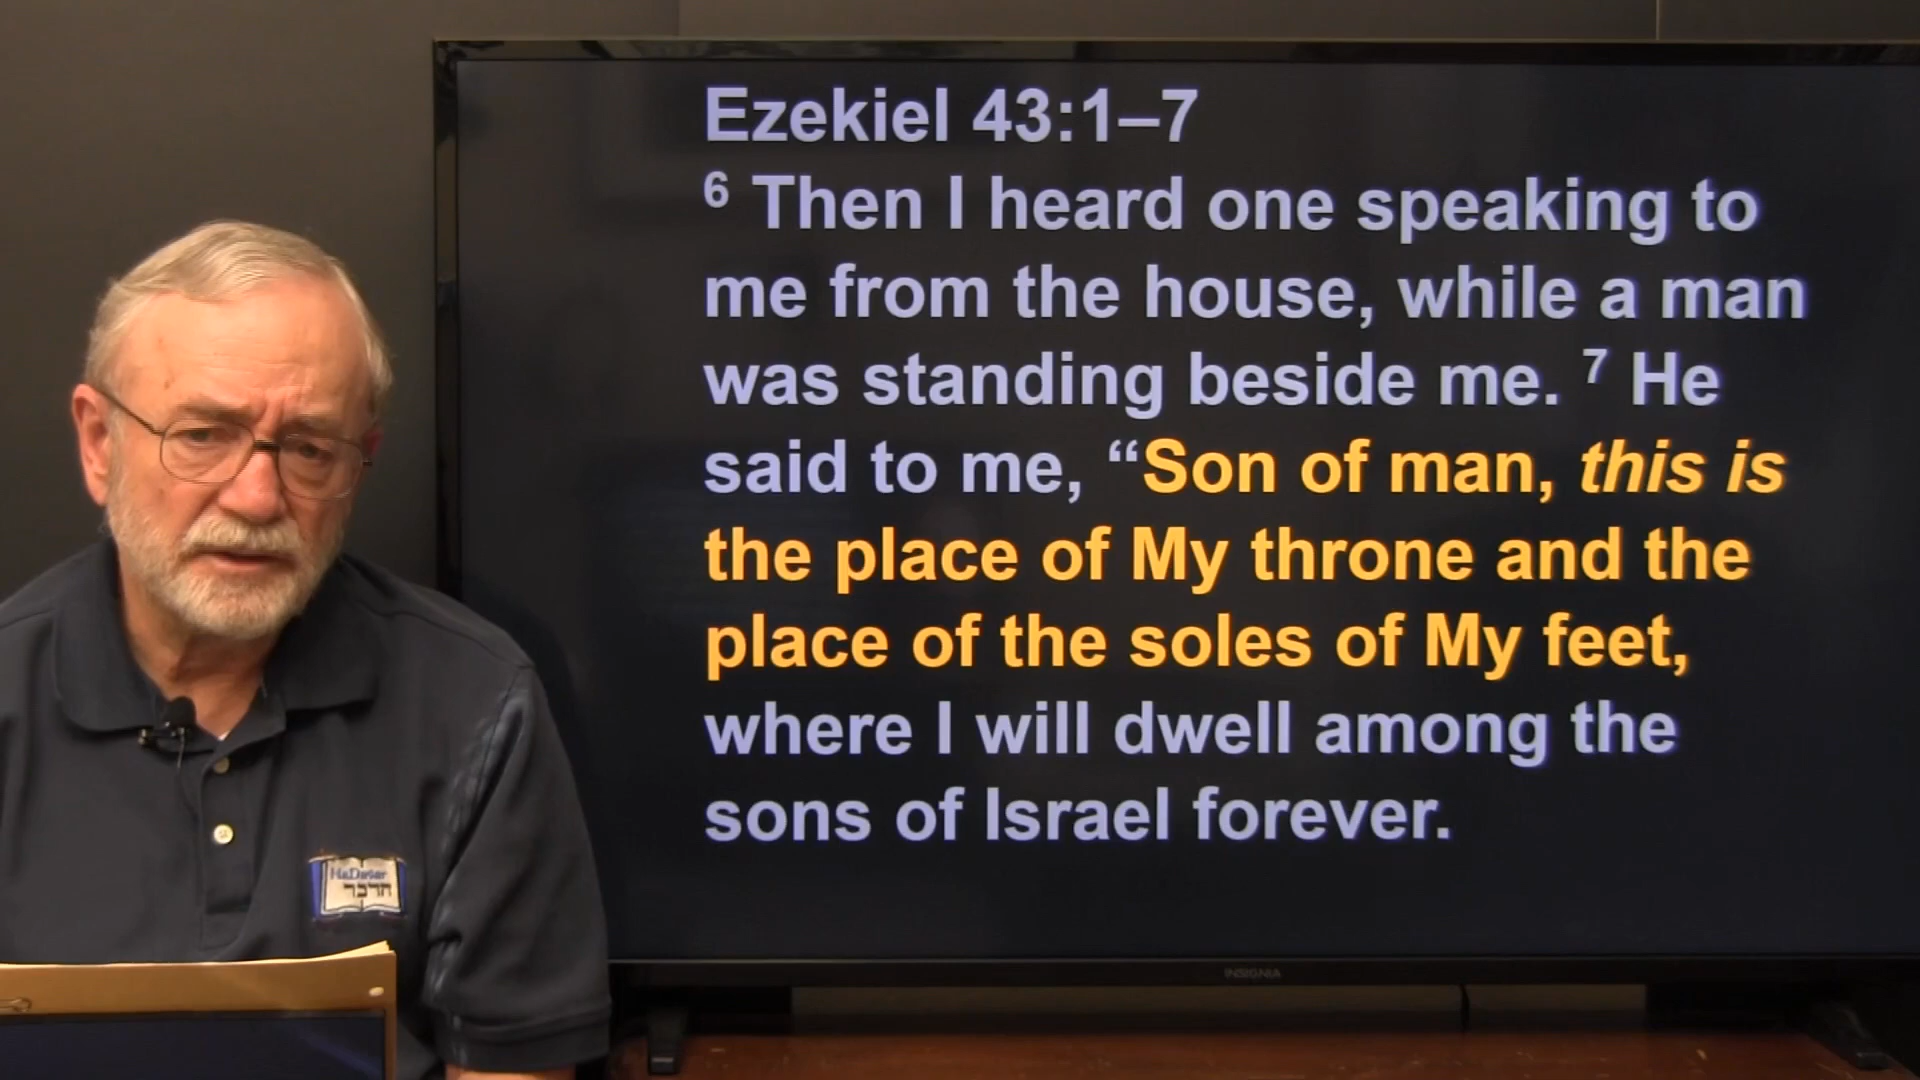 Ezekiel 43:1–7
6 Then I heard one speaking to
me from the house, while a man
was standing beside me. 7 He
said to me, “Son of man, this is
the place of My throne and the
place of the soles of My feet,
where I will dwell among the
sons of Israel forever.
INSIGNIA
HaDavar
הדבר